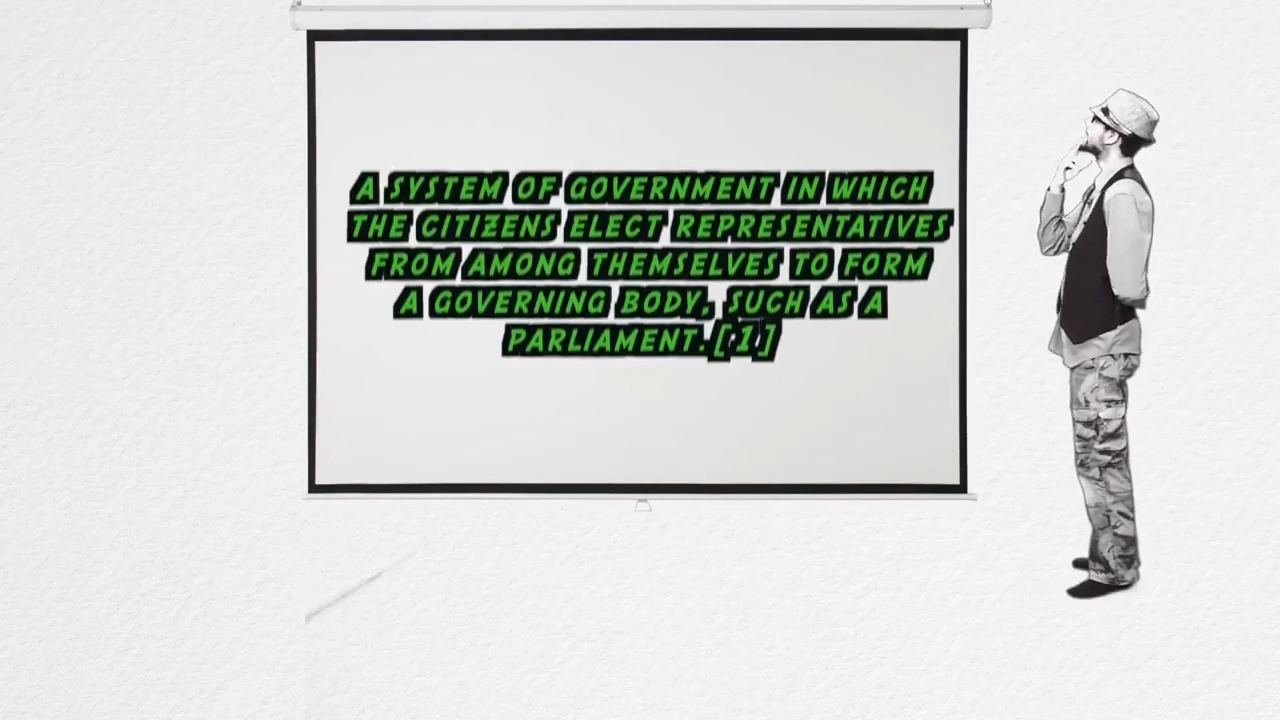 A SYSTEM OF GOVERNMENT IN WHICH
THE CITIZENS ELECT REPRESENTATIVES
FROM AMONG THEMSELVES TO FORM
A GOVERNING BODY, SUCH AS A
PARLIAMENT.[1]